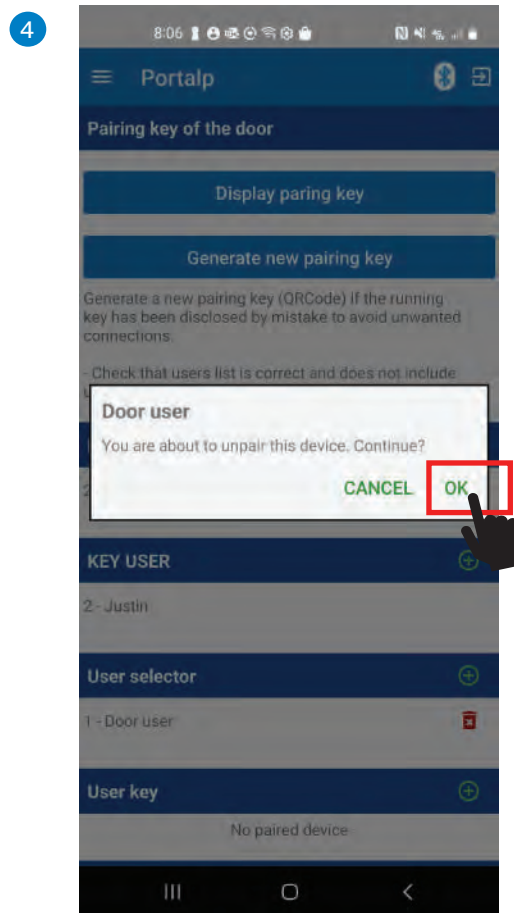 4
8:06
Portalp
Pairing key of the door
Display paring key
Generate new pairing key
Generate a new pairing key (QRCode) if the running
key has been disclosed by mistake to avoid unwanted
connections.
- Check that users list is correct and does not include
Door user
You are about to unpair this device. Continue?
CANCEL OK
KEY USER
2 - Justin
User selector
1 - Door user
User key
No paired device